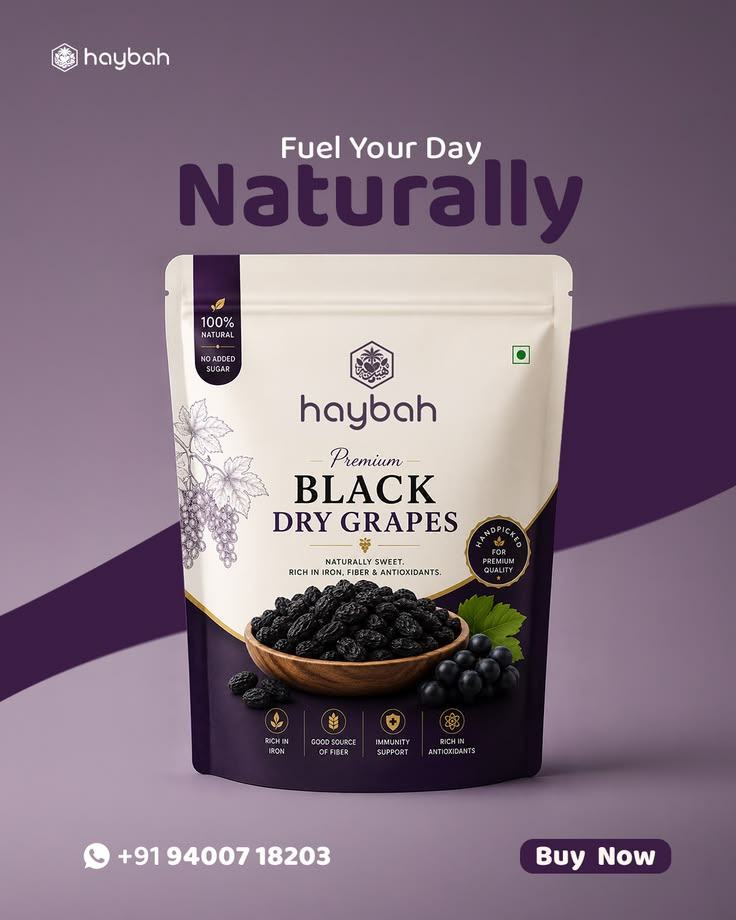 haybah
Fuel Your Day
Naturally
100%
NATURAL
NO ADDED
SUGAR
haybah
Premium
BLACK
DRY GRAPES
NATURALLY SWEET.
RICH IN IRON, FIBER & ANTIOXIDANTS.
HANDPICKED
FOR
PREMIUM
QUALITY
RICH IN
IRON
GOOD SOURCE
OF FIBER
IMMUNITY
SUPPORT
RICH IN
ANTIOXIDANTS
+91 94007 18203
Buy Now